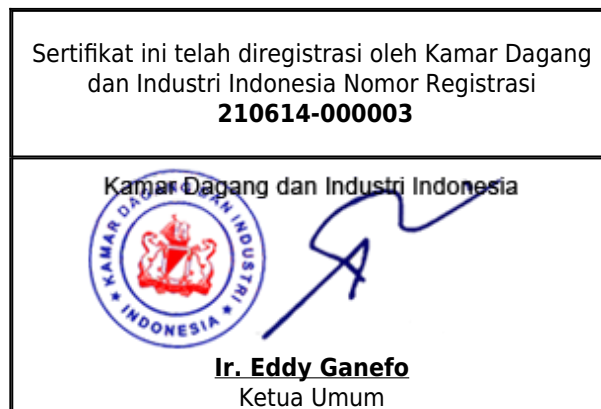 Sertifikat ini telah diregistrasi oleh Kamar Dagang
dan Industri Indonesia Nomor Registrasi
210614-000003
Kamar Dagang dan Industri Indonesia
KAMAR DAGANG DAN INDUSTRI
INDONESIA
Ir. Eddy Ganefo
Ketua Umum